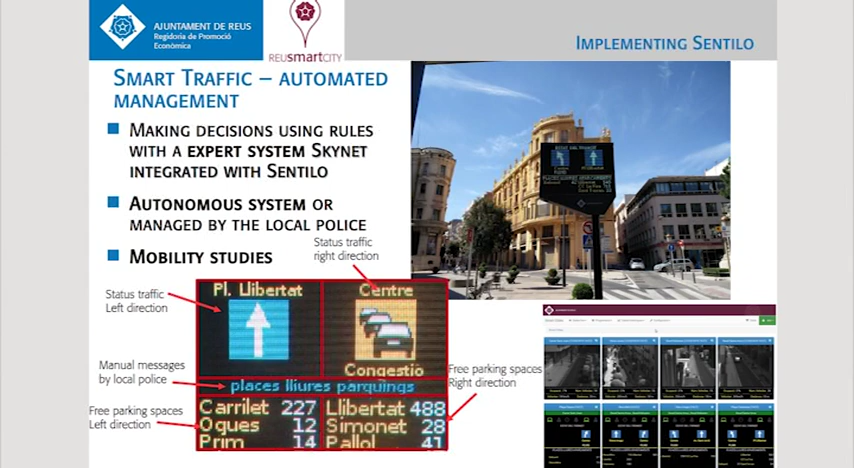 AJUNTAMENT DE REUS
Regidoria de Promoció
Econòmica
REUSMARTCITY
IMPLEMENTING SENTILO
SMART TRAFFIC – AUTOMATED
MANAGEMENT
MAKING DECISIONS USING RULES
WITH A EXPERT SYSTEM SKYNET
INTEGRATED WITH SENTILO
AUTONOMOUS SYSTEM OR
MANAGED BY THE LOCAL POLICE
MOBILITY STUDIES
Status traffic
right direction
Status traffic
Left direction
Manual messages
by local police
Free parking spaces
Left direction
Free parking spaces
Right direction
Pl. Llibertat
Centre
Congestio
places lliures parquings
Carrilet 227
Oques 12
Prim 14
Llibertat 488
Simonet 28
Pallol 41